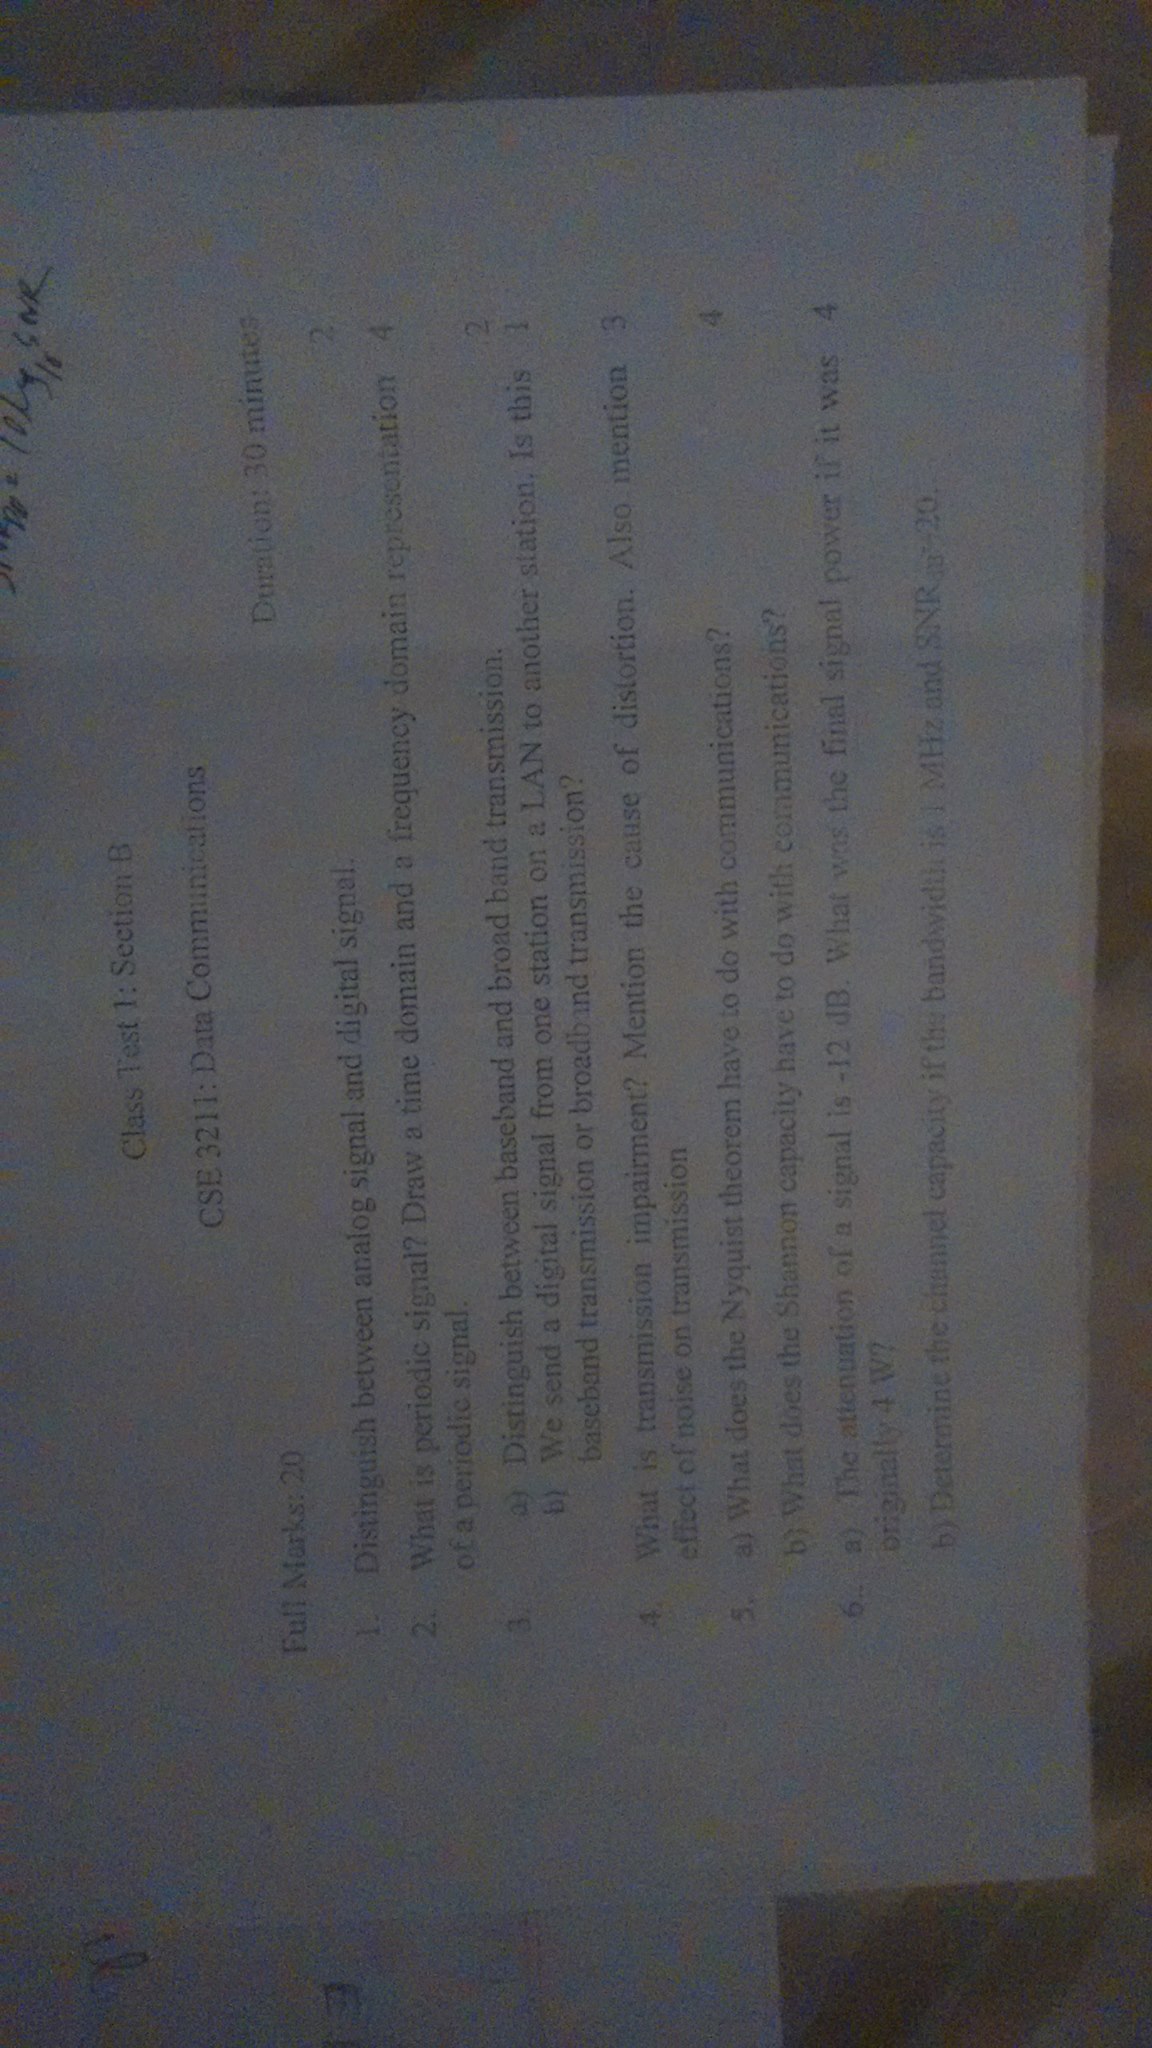 = 10log10 SNR
Class Test 1: Section B
CSE 3211: Data Communications
Full Marks: 20 Duration: 30 minutes
1. Distinguish between analog signal and digital signal. 2
2. What is periodic signal? Draw a time domain and a frequency domain representation 4
of a periodic signal.
3. a) Distinguish between baseband and broad band transmission. 2
b) We send a digital signal from one station on a LAN to another station. Is this 1
baseband transmission or broadband transmission?
4. What is transmission impairment? Mention the cause of distortion. Also mention 3
effect of noise on transmission
5. a) What does the Nyquist theorem have to do with communications? 4
b) What does the Shannon capacity have to do with communications?
6. a) The attenuation of a signal is -12 dB. What was the final signal power if it was 4
originally 4 W?
b) Determine the channel capacity if the bandwidth is 1 MHz and SNRdB=20.